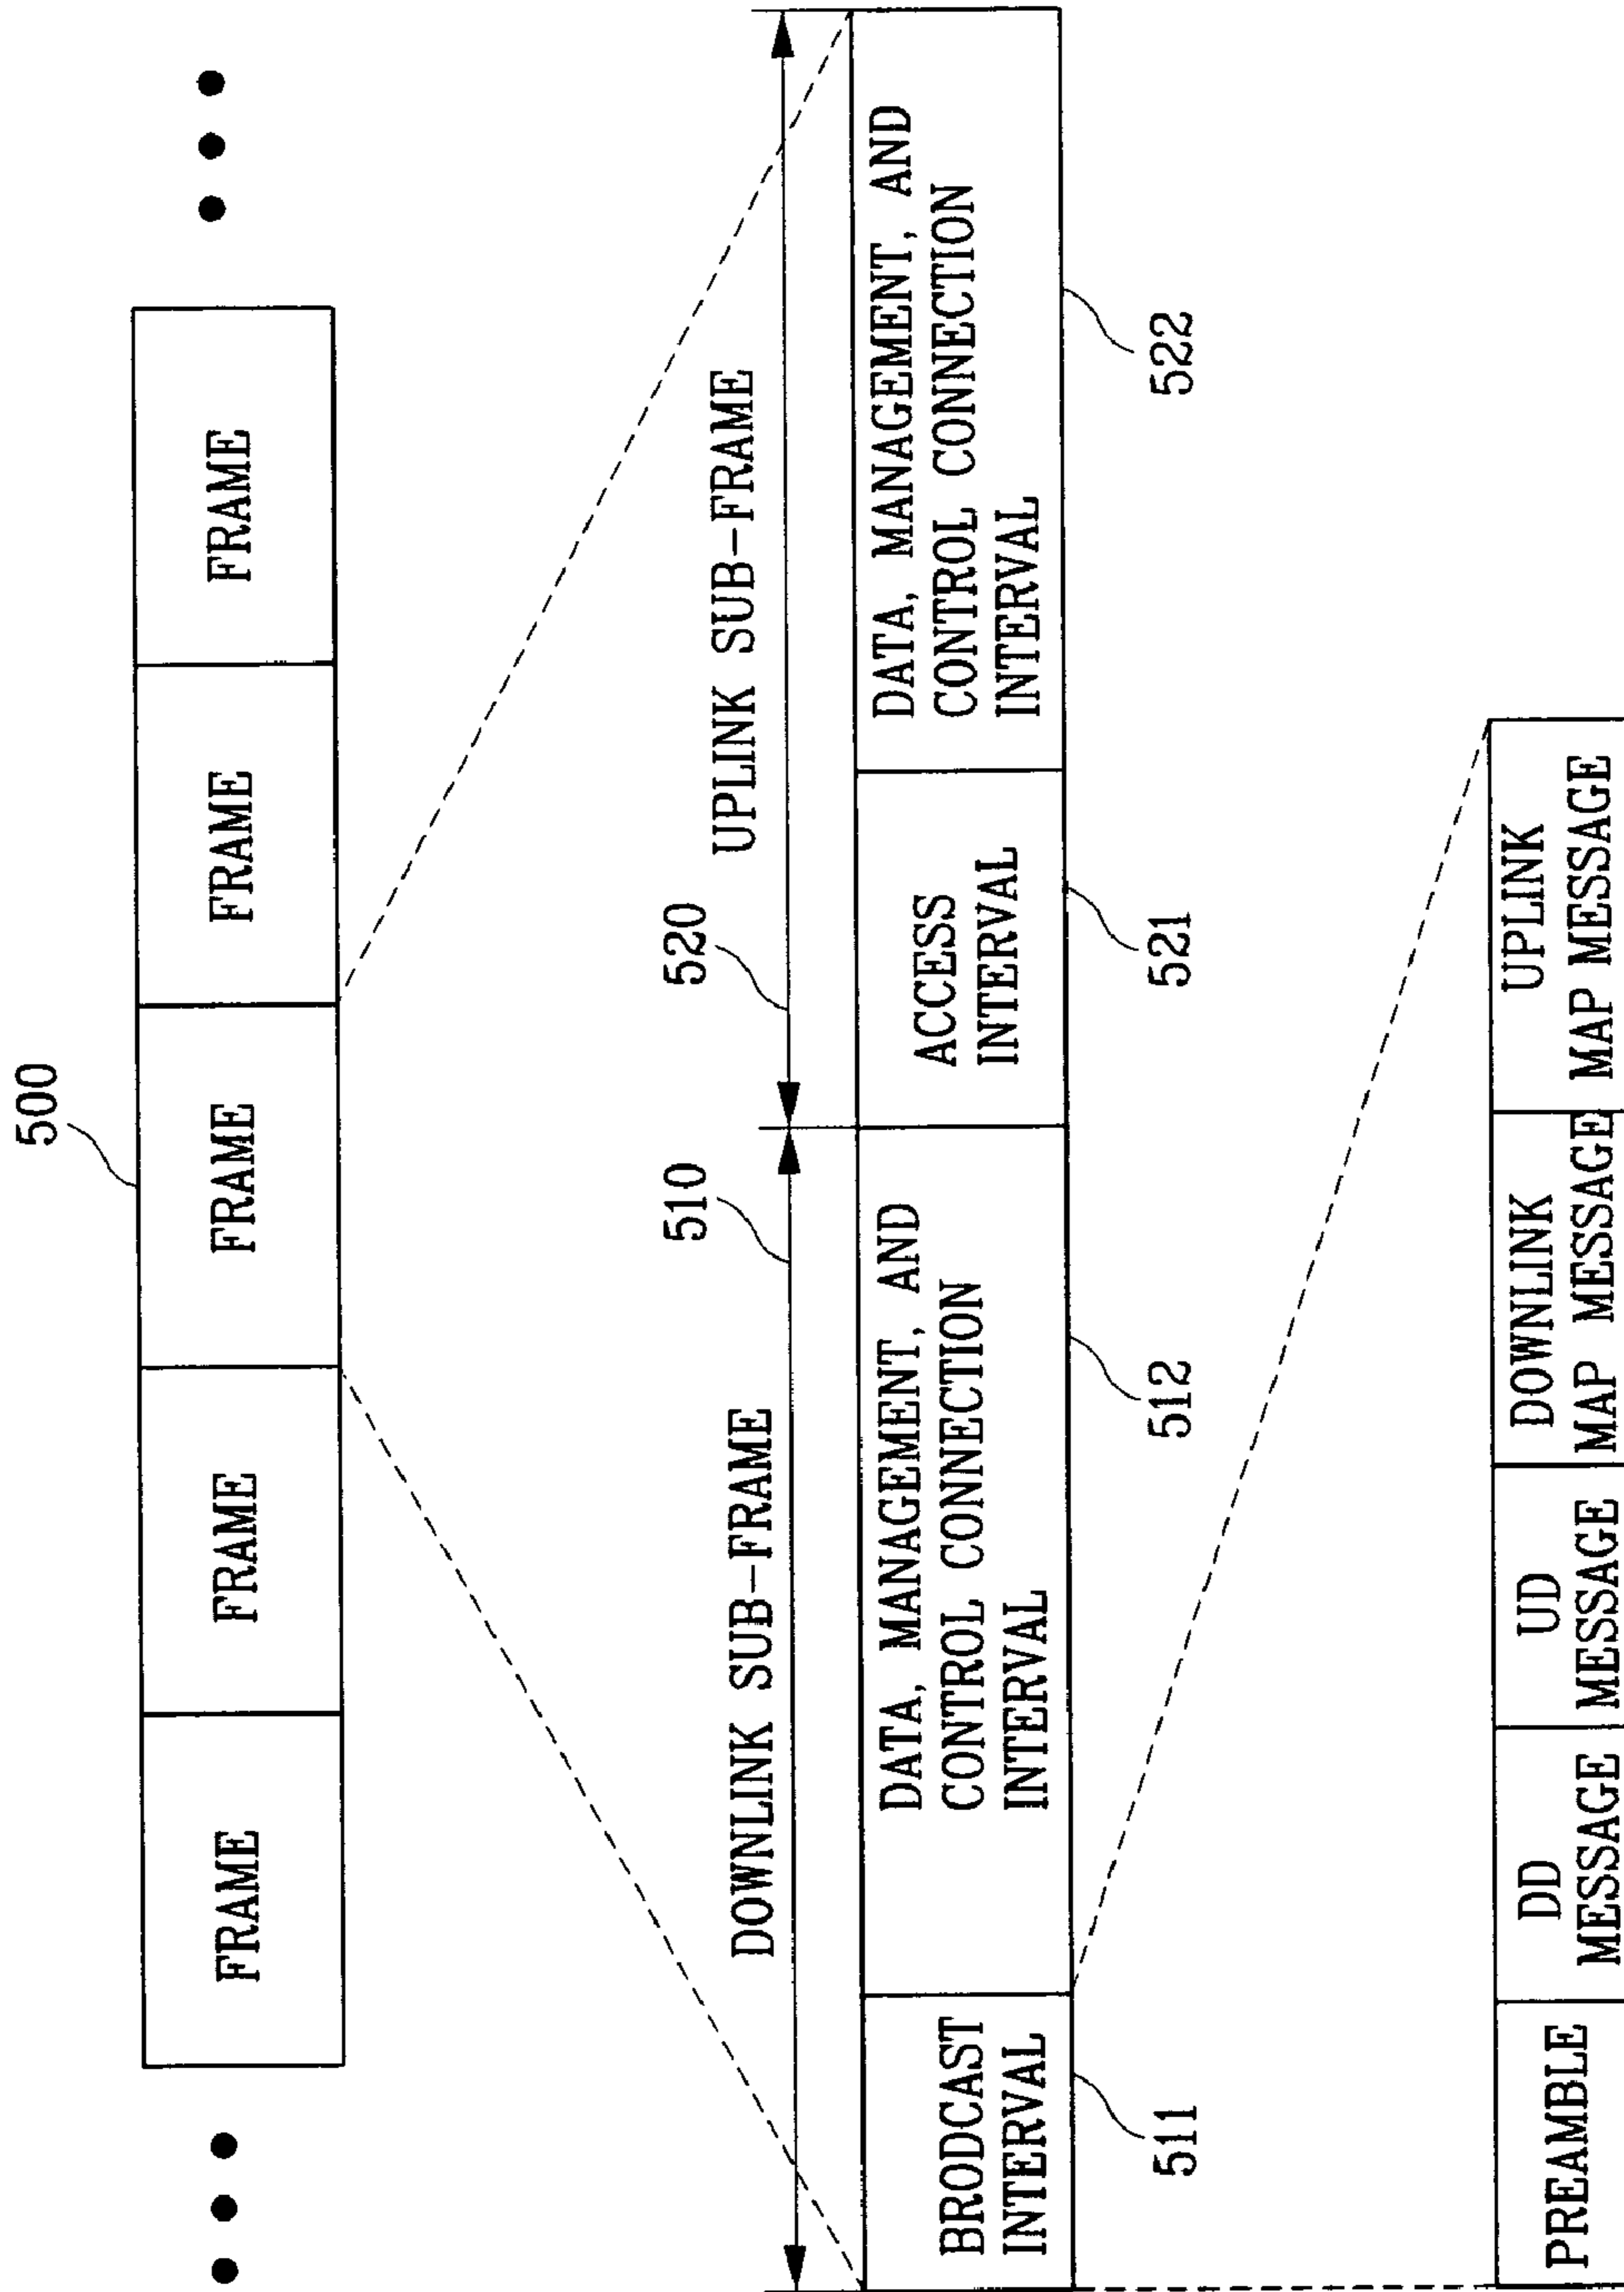 500
FRAME
FRAME
FRAME
FRAME
FRAME
DOWNLINK SUB-FRAME
510
520
UPLINK SUB-FRAME
BRODCAST
INTERVAL
DATA, MANAGEMENT, AND
CONTROL CONNECTION
INTERVAL
ACCESS
INTERVAL
DATA, MANAGEMENT, AND
CONTROL CONNECTION
INTERVAL
511
512
521
522
PREAMBLE
DD
MESSAGE
UD
MESSAGE
DOWNLINK
MAP MESSAGE
UPLINK
MAP MESSAGE